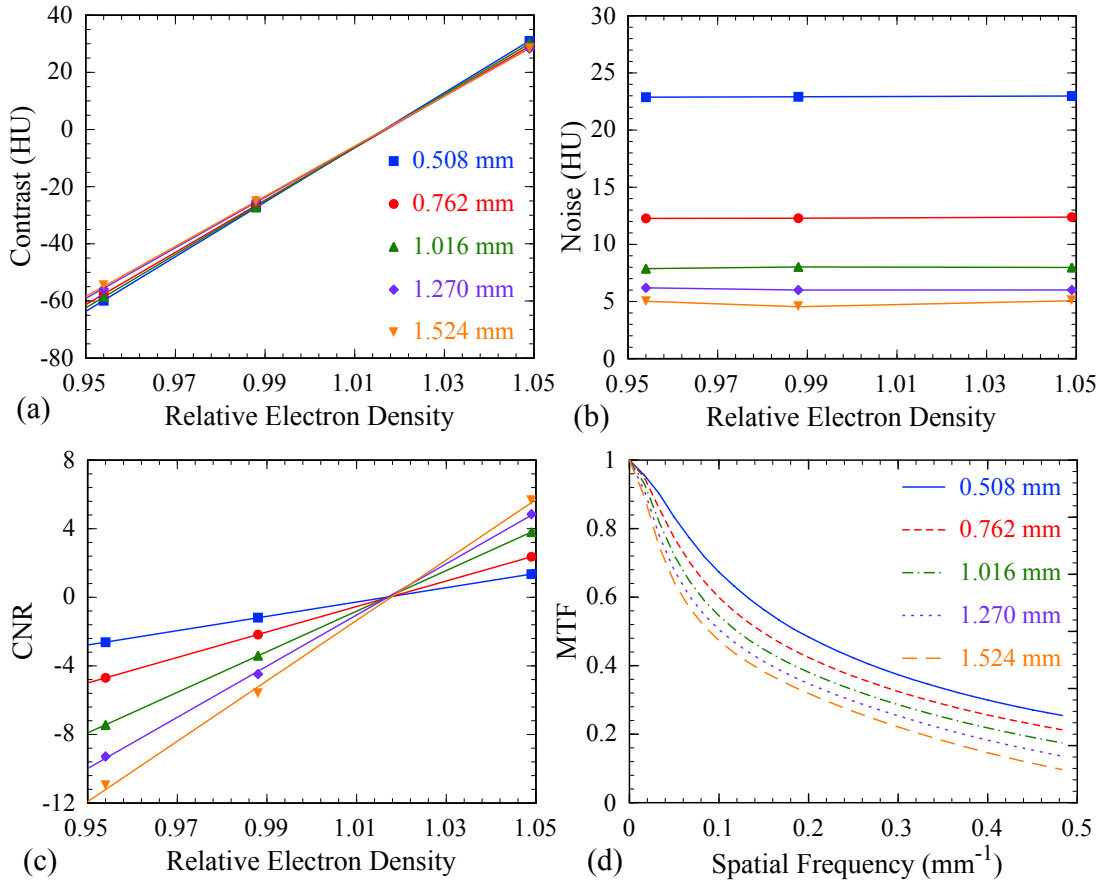 40
20
0
-20
-40
-60
-80
Contrast (HU)
0.508 mm
0.762 mm
1.016 mm
1.270 mm
1.524 mm
0.95 0.97 0.99 1.01 1.03 1.05
Relative Electron Density
(a)
30
25
20
15
10
5
0
Noise (HU)
0.95 0.97 0.99 1.01 1.03 1.05
Relative Electron Density
(b)
8
4
0
-4
-8
-12
CNR
0.95 0.97 0.99 1.01 1.03 1.05
Relative Electron Density
(c)
1
0.8
0.6
0.4
0.2
0
MTF
0.508 mm
0.762 mm
1.016 mm
1.270 mm
1.524 mm
0 0.1 0.2 0.3 0.4 0.5
Spatial Frequency (mm⁻¹)
(d)